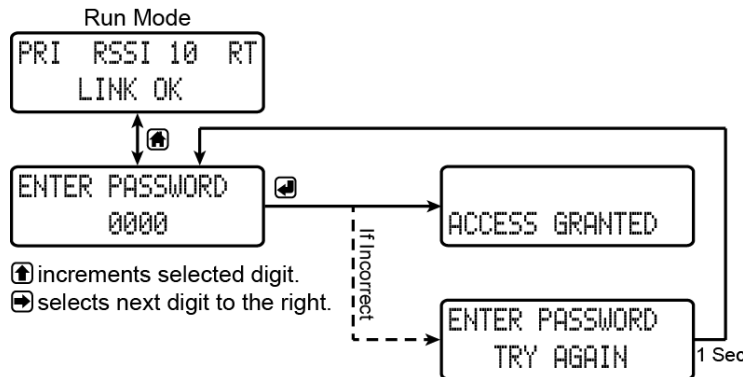 Run Mode
PRI RSSI 10 RT
LINK OK
ENTER PASSWORD
0000
ACCESS GRANTED
If Incorrect
increments selected digit.
selects next digit to the right.
ENTER PASSWORD
TRY AGAIN
1 Sec